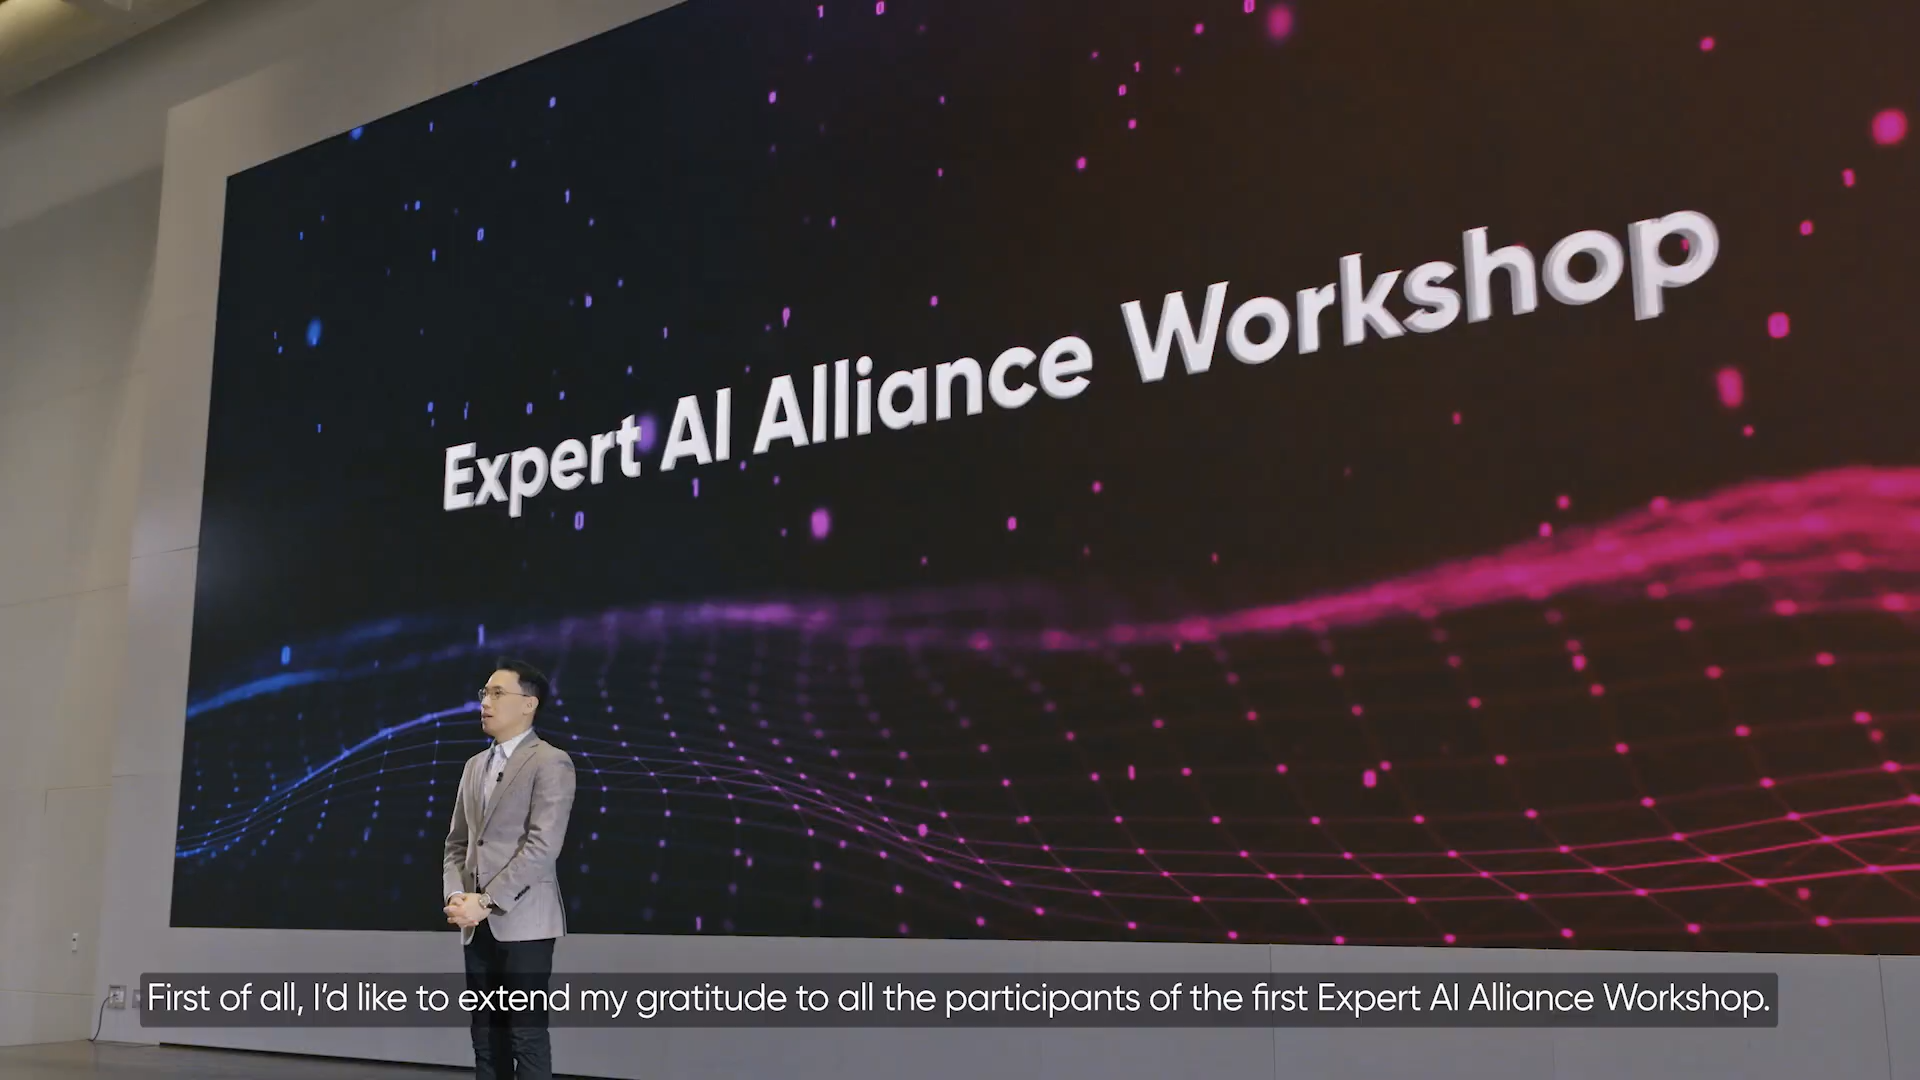 Expert AI Alliance Workshop
First of all, I'd like to extend my gratitude to all the participants of the first Expert AI Alliance Workshop.